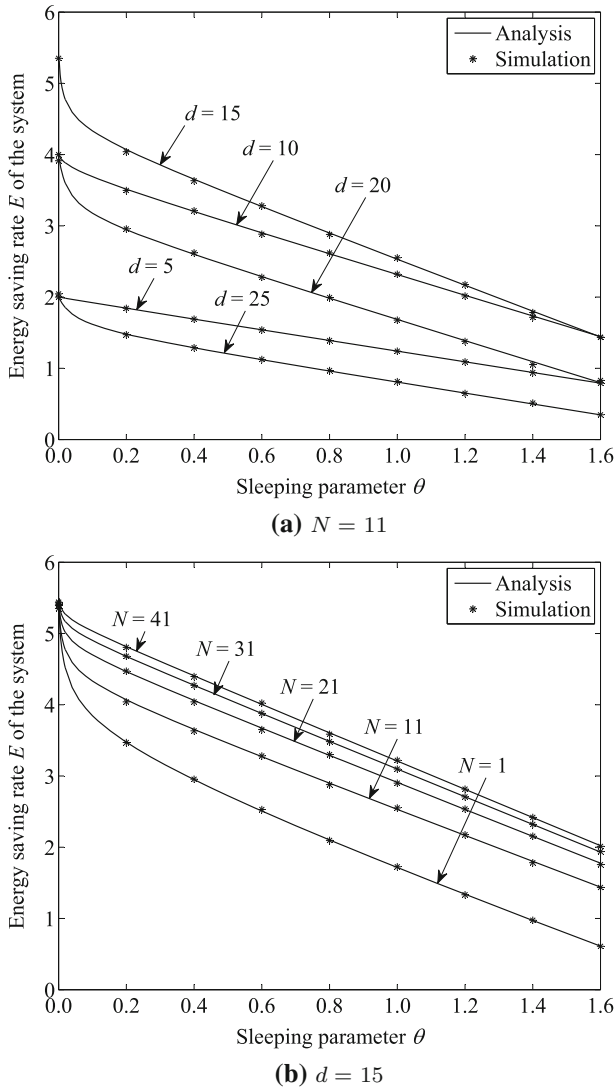 Energy saving rate E of the system
6
5
4
3
2
1
0
Analysis
Simulation
d = 15
d = 10
d = 20
d = 5
d = 25
0.0 0.2 0.4 0.6 0.8 1.0 1.2 1.4 1.6
Sleeping parameter θ
(a) N = 11
Energy saving rate E of the system
6
5
4
3
2
1
0
Analysis
Simulation
N = 41
N = 31
N = 21
N = 11
N = 1
0.0 0.2 0.4 0.6 0.8 1.0 1.2 1.4 1.6
Sleeping parameter θ
(b) d = 15